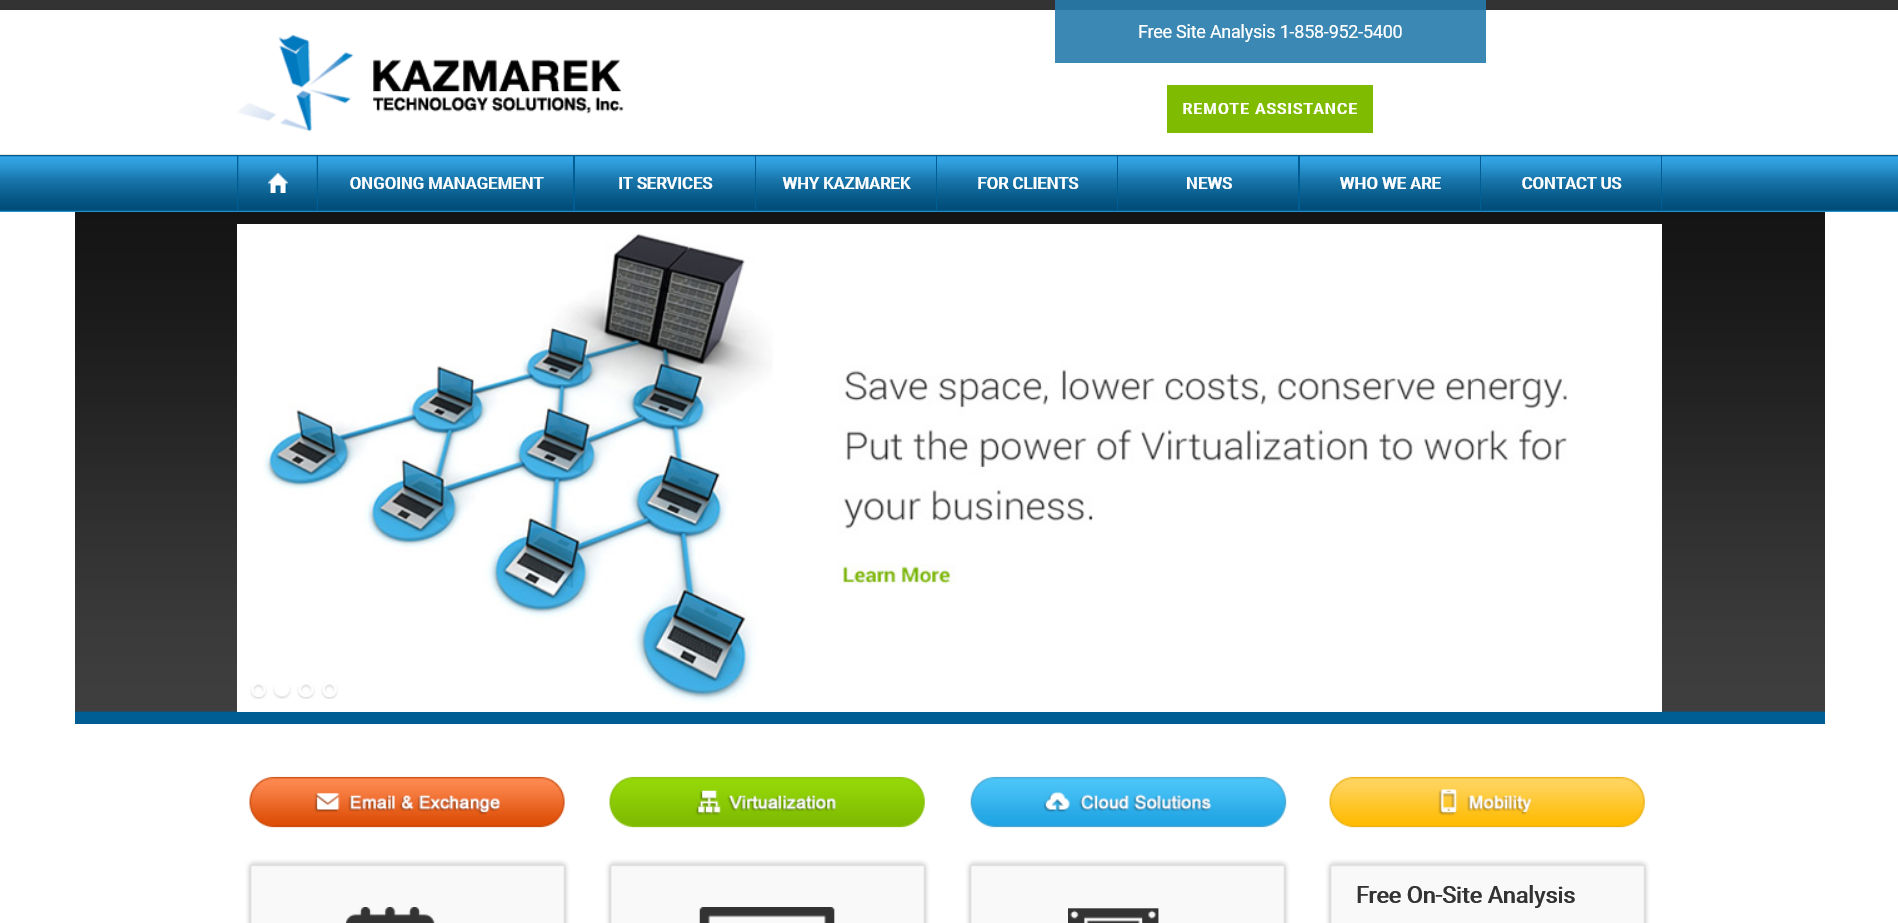 Free Site Analysis 1-858-952-5400
KAZMAREK
TECHNOLOGY SOLUTIONS, Inc.
REMOTE ASSISTANCE
ONGOING MANAGEMENT
IT SERVICES
WHY KAZMAREK
FOR CLIENTS
NEWS
WHO WE ARE
CONTACT US
Save space, lower costs, conserve energy.
Put the power of Virtualization to work for
your business.
Learn More
Email & Exchange
Virtualization
Cloud Solutions
Mobility
Free On-Site Analysis